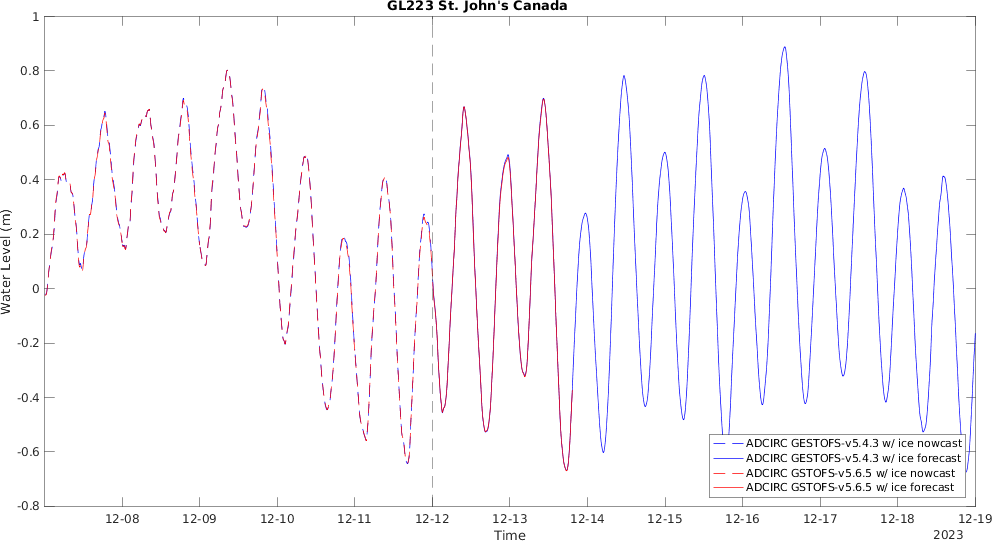 GL223 St. John's Canada
1
0.8
0.6
0.4
0.2
0
-0.2
-0.4
-0.6
-0.8
Water Level (m)
ADCIRC GESTOFS-v5.4.3 w/ ice nowcast
ADCIRC GESTOFS-v5.4.3 w/ ice forecast
ADCIRC GSTOFS-v5.6.5 w/ ice nowcast
ADCIRC GSTOFS-v5.6.5 w/ ice forecast
12-08 12-09 12-10 12-11 12-12 12-13 12-14 12-15 12-16 12-17 12-18 12-19
Time
2023